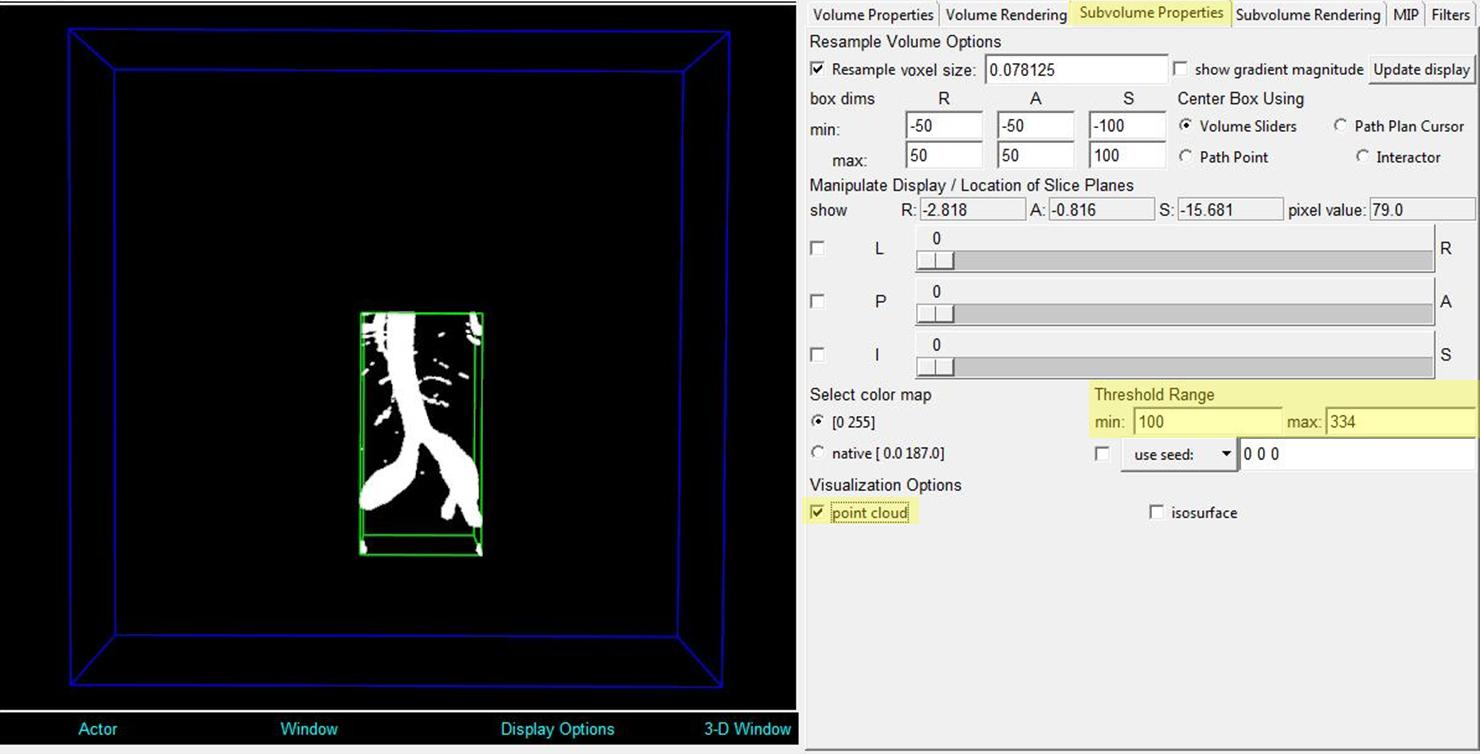 Volume Properties Volume Rendering Subvolume Properties Subvolume Rendering MIP Filters
Resample Volume Options
Resample voxel size: 0.078125 show gradient magnitude Update display
box dims R A S Center Box Using
min: -50 -50 -100 Volume Sliders Path Plan Cursor
max: 50 50 100 Path Point Interactor
Manipulate Display / Location of Slice Planes
show R: -2.818 A: -0.816 S: -15.681 pixel value: 79.0
0
L R
0
P A
0
I S
Select color map Threshold Range
[0 255] min: 100 max: 334
native [ 0.0 187.0] use seed: 0 0 0
Visualization Options
point cloud isosurface
Actor Window Display Options 3-D Window